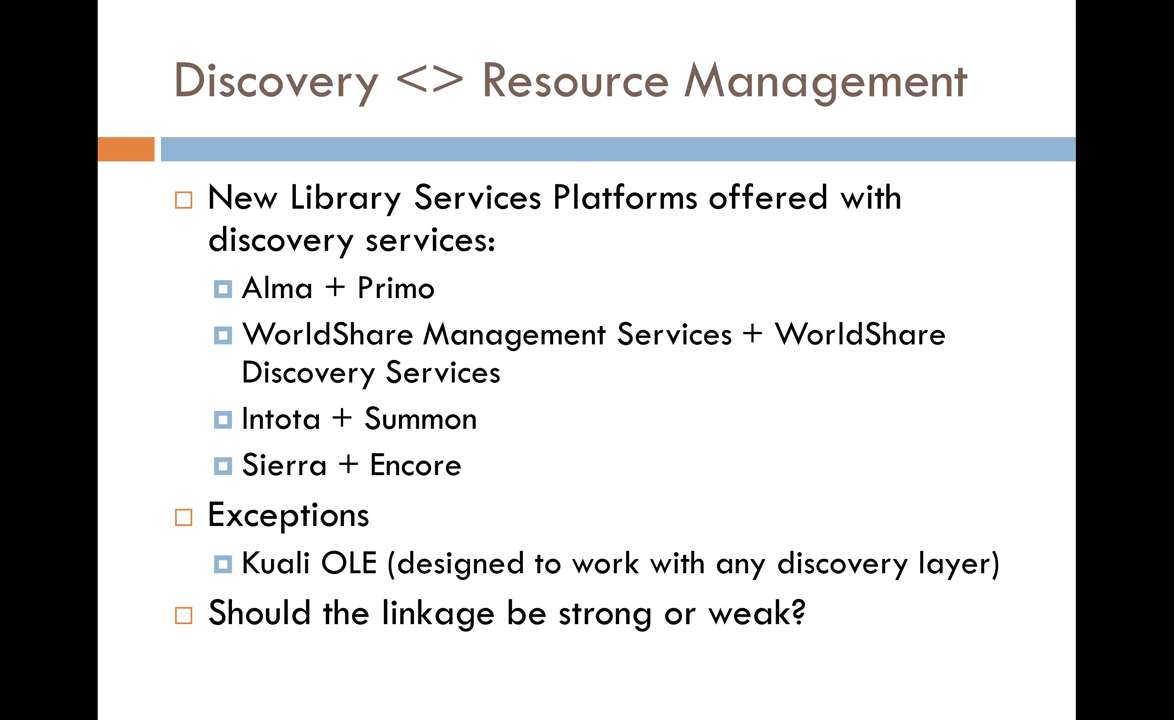 Discovery <> Resource Management
New Library Services Platforms offered with
discovery services:
Alma + Primo
WorldShare Management Services + WorldShare
Discovery Services
Intota + Summon
Sierra + Encore
Exceptions
Kuali OLE (designed to work with any discovery layer)
Should the linkage be strong or weak?